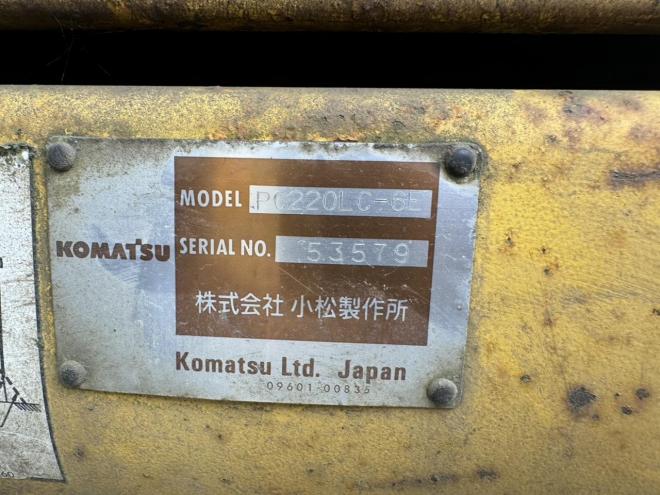 MODEL PC220LC-6E
KOMATSU
SERIAL NO. 53579
株式会社 小松製作所
Komatsu Ltd. Japan
09601-00835